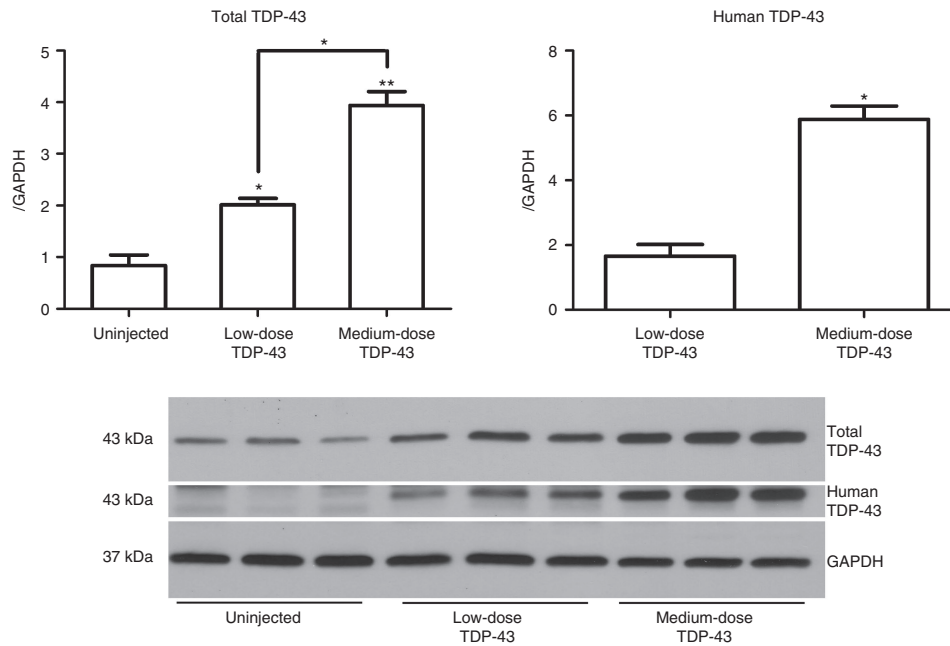 Total TDP-43
/GAPDH
5
4
3
2
1
0
*
*
**
Uninjected
Low-dose
TDP-43
Medium-dose
TDP-43
Human TDP-43
/GAPDH
8
6
4
2
0
*
Low-dose
TDP-43
Medium-dose
TDP-43
43 kDa
Total
TDP-43
43 kDa
Human
TDP-43
37 kDa
GAPDH
Uninjected
Low-dose
TDP-43
Medium-dose
TDP-43